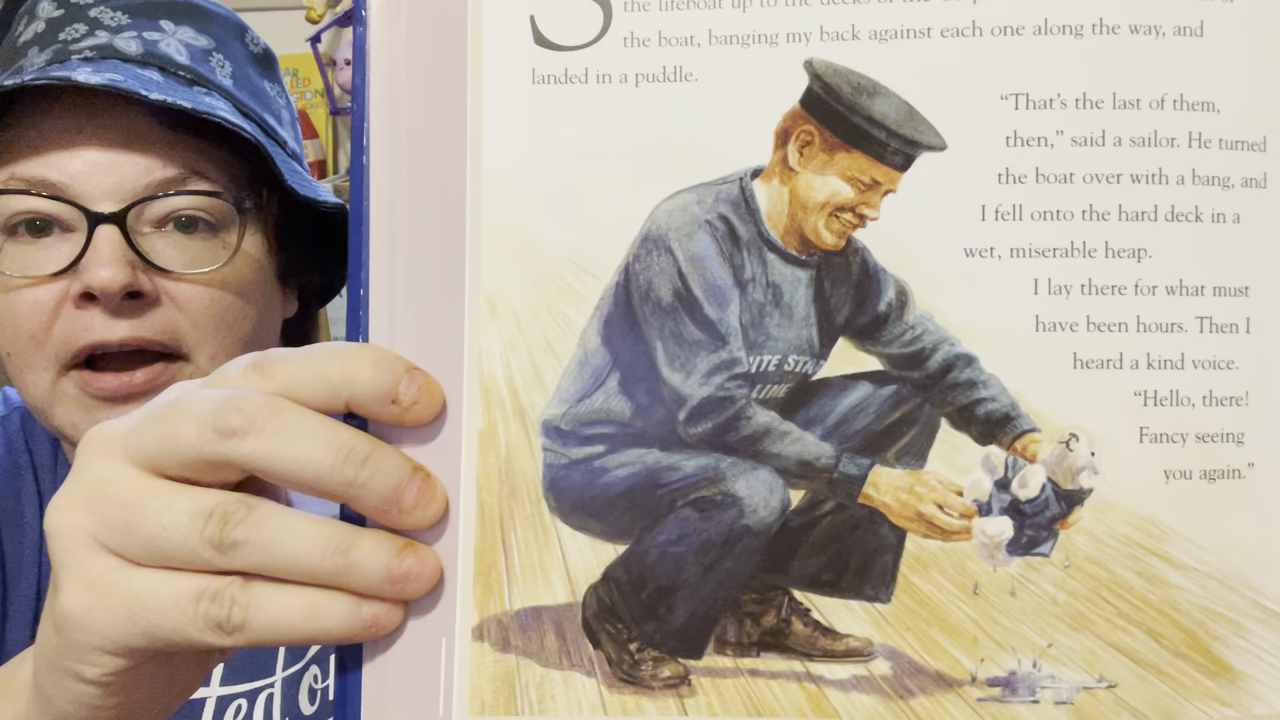 S
the lifeboat up to the decks of the
the boat, banging my back against each one along the way, and
landed in a puddle.
“That’s the last of them,
then,” said a sailor. He turned
the boat over with a bang, and
I fell onto the hard deck in a
wet, miserable heap.
I lay there for what must
have been hours. Then I
heard a kind voice.
“Hello, there!
Fancy seeing
you again.”
ITE STAR
LINE